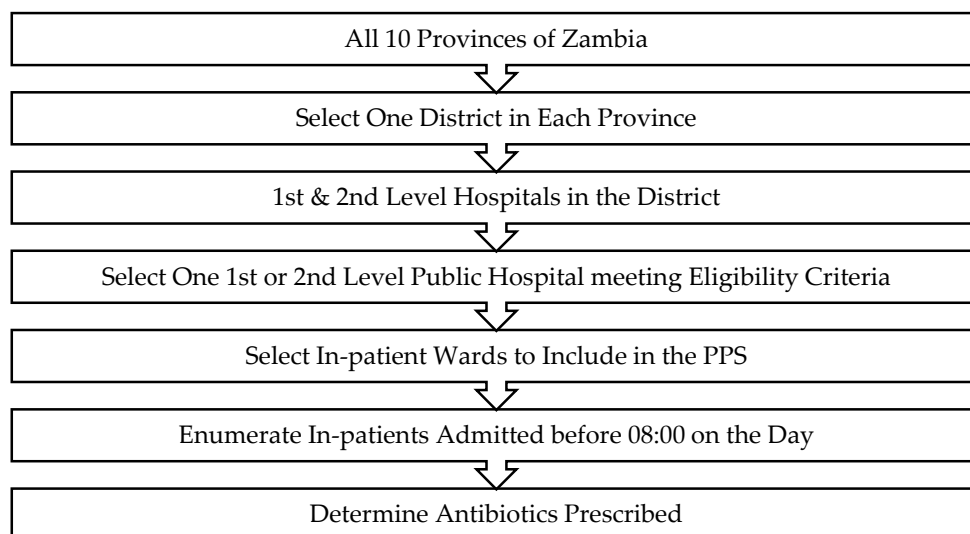 All 10 Provinces of Zambia
Select One District in Each Province
1st & 2nd Level Hospitals in the District
Select One 1st or 2nd Level Public Hospital meeting Eligibility Criteria
Select In-patient Wards to Include in the PPS
Enumerate In-patients Admitted before 08:00 on the Day
Determine Antibiotics Prescribed